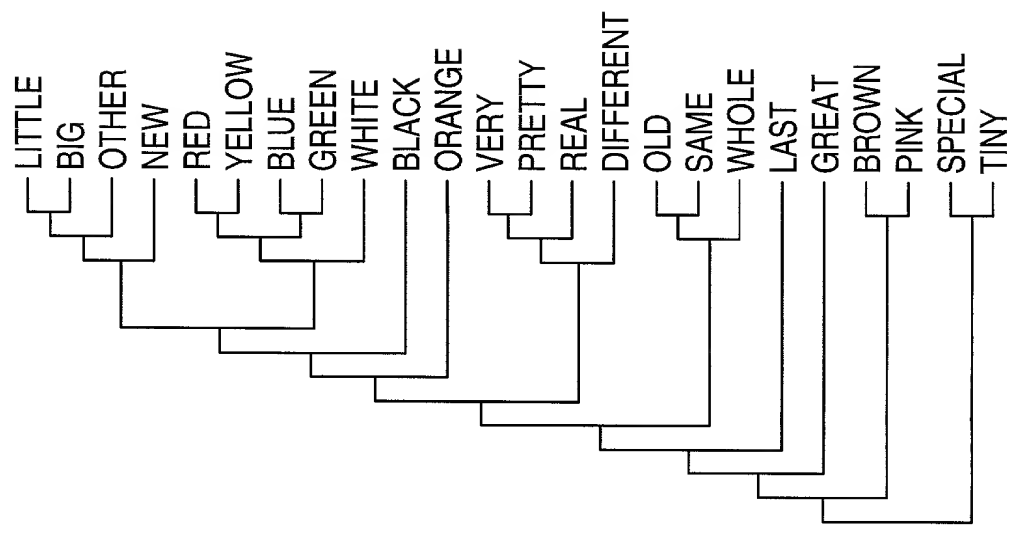 LITTLE
BIG
OTHER
NEW
RED
YELLOW
BLUE
GREEN
WHITE
BLACK
ORANGE
VERY
PRETTY
REAL
DIFFERENT
OLD
SAME
WHOLE
LAST
GREAT
BROWN
PINK
SPECIAL
TINY